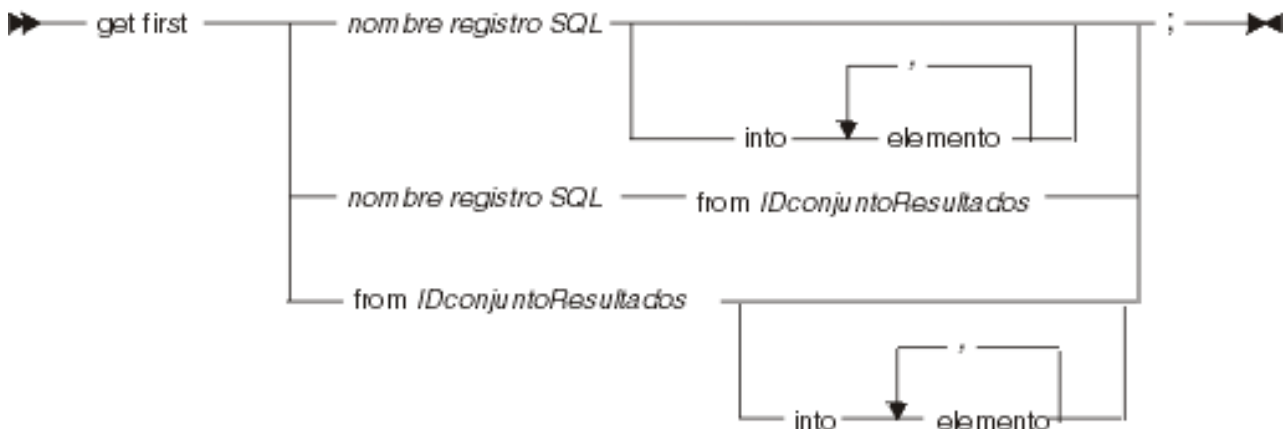 get first nombre registro SQL ;
,
into elemento
nombre registro SQL from IDconjuntoResultados
from IDconjuntoResultados
,
into elemento